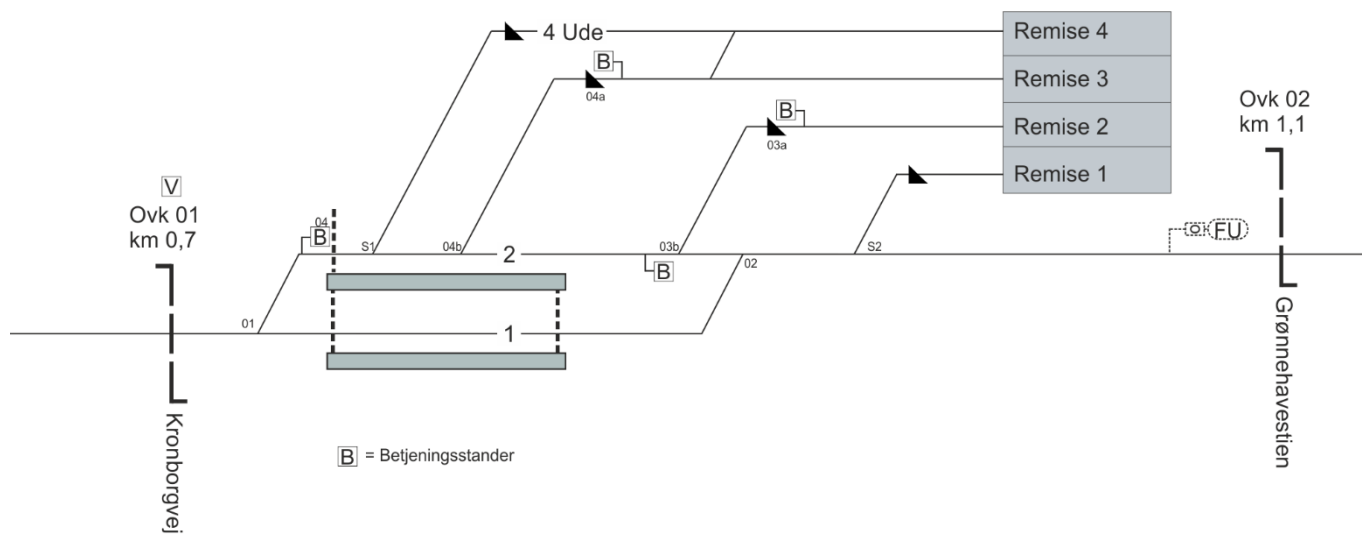 4 Ude
Remise 4
B
04a
Remise 3
B
03a
Remise 2
Ovk 02
km 1,1
Remise 1
V
Ovk 01
km 0,7
04
B
S1
04b
2
03b
B
02
S2
FU
01
1
Kronborgvej
Grønnehavestien
B = Betjeningsstander